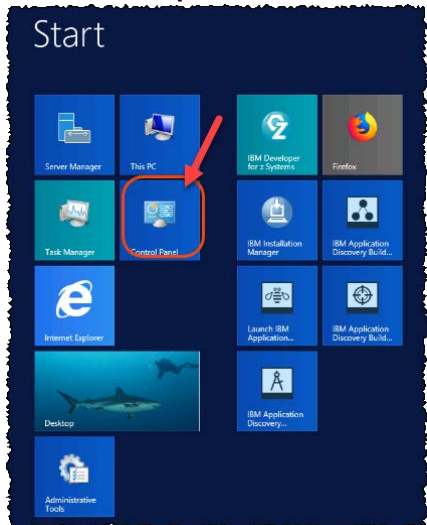 Start
Server Manager
This PC
IBM Developer
for z Systems
Firefox
Task Manager
Control Panel
IBM Installation
Manager
IBM Application
Discovery Build...
Internet Explorer
Launch IBM
Application...
IBM Application
Discovery Build...
Desktop
IBM Application
Discovery...
Administrative
Tools